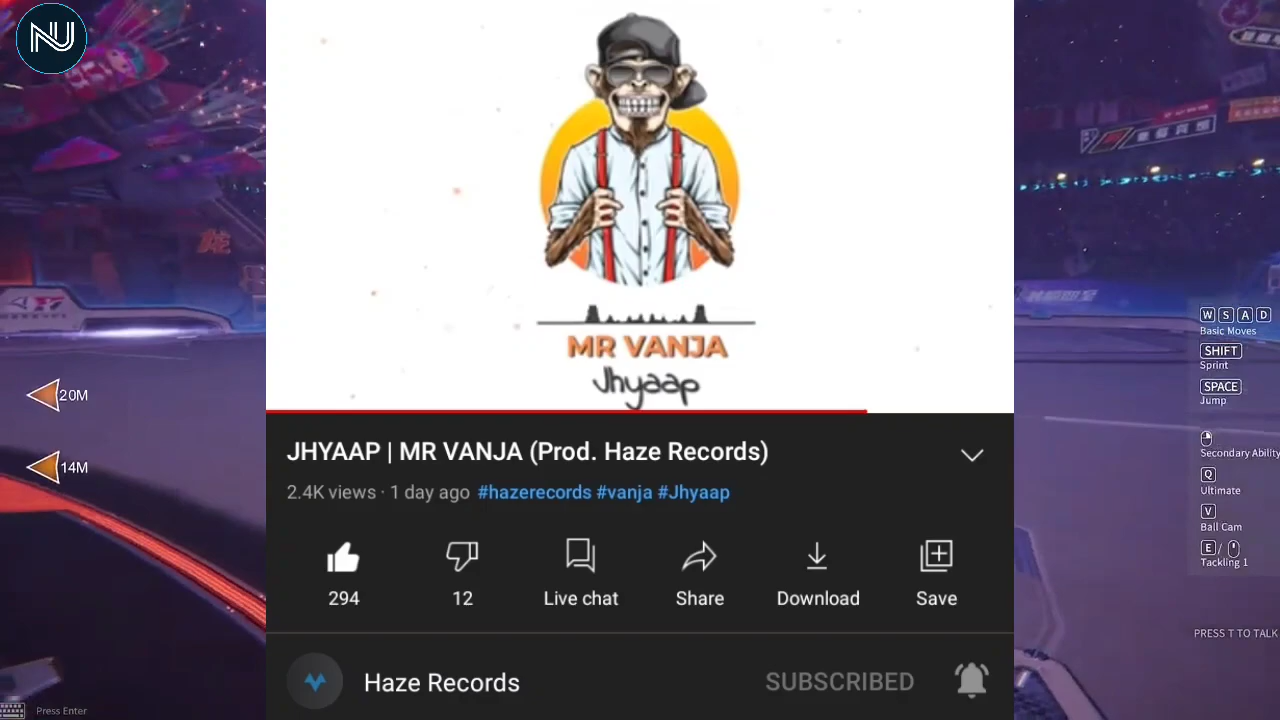 NU
MR VANJA
Jhyaap
JHYAAP | MR VANJA (Prod. Haze Records)
2.4K views · 1 day ago #hazerecords #vanja #Jhyaap
294
12
Live chat
Share
Download
Save
Haze Records
SUBSCRIBED
20M
14M
Press Enter
W S A D
Basic Moves
SHIFT
Sprint
SPACE
Jump
Secondary Ability
Q
Ultimate
V
Ball Cam
E /
Tackling 1
PRESS T TO TALK